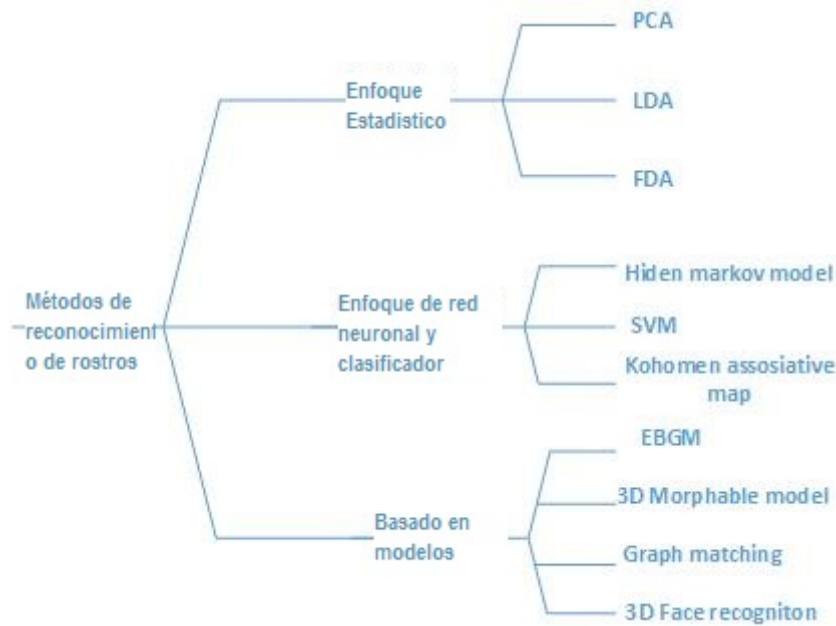 PCA
Enfoque
Estadistico
LDA
FDA
Métodos de
reconocimient
o de rostros
Enfoque de red
neuronal y
clasificador
Hiden markov model
SVM
Kohomen assosiative
map
Basado en
modelos
EBGM
3D Morphable model
Graph matching
3D Face recogniton